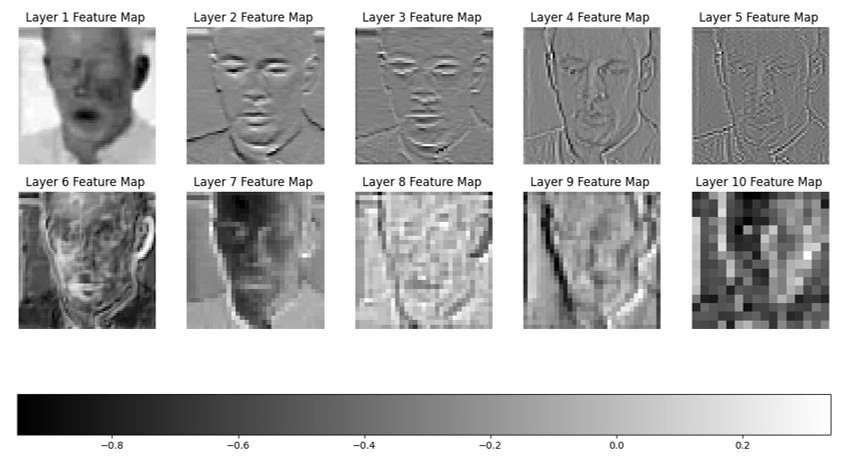 Layer 1 Feature Map Layer 2 Feature Map Layer 3 Feature Map Layer 4 Feature Map Layer 5 Feature Map
Layer 6 Feature Map Layer 7 Feature Map Layer 8 Feature Map Layer 9 Feature Map Layer 10 Feature Map
−0.8 −0.6 −0.4 −0.2 0.0 0.2